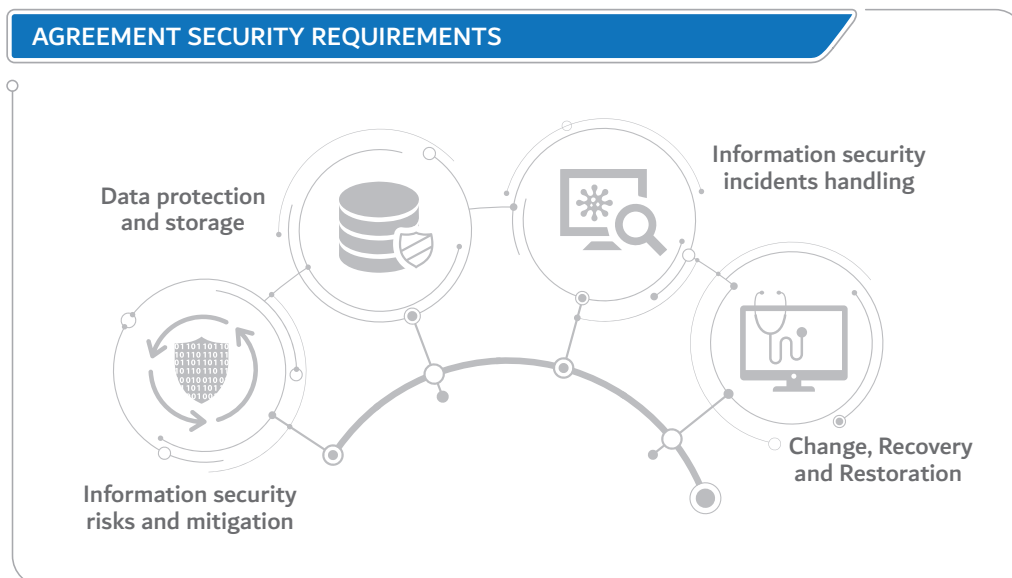 AGREEMENT SECURITY REQUIREMENTS
Data protection
and storage
Information security
incidents handling
Information security
risks and mitigation
Change, Recovery
and Restoration